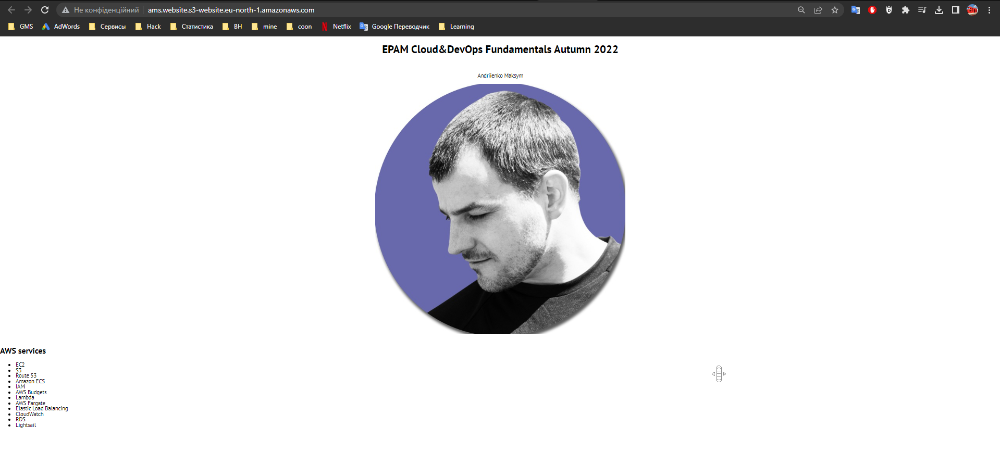 Не конфіденційний ams.website.s3-website.eu-north-1.amazonaws.com
GMS AdWords Сервисы Hack Статистика BH mine coon Netflix Google Переводчик Learning
EPAM Cloud&DevOps Fundamentals Autumn 2022
Andriienko Maksym
AWS services
EC2
S3
Route 53
Amazon ECS
IAM
AWS Budgets
Lambda
AWS Fargate
Elastic Load Balancing
CloudWatch
RDS
Lightsail